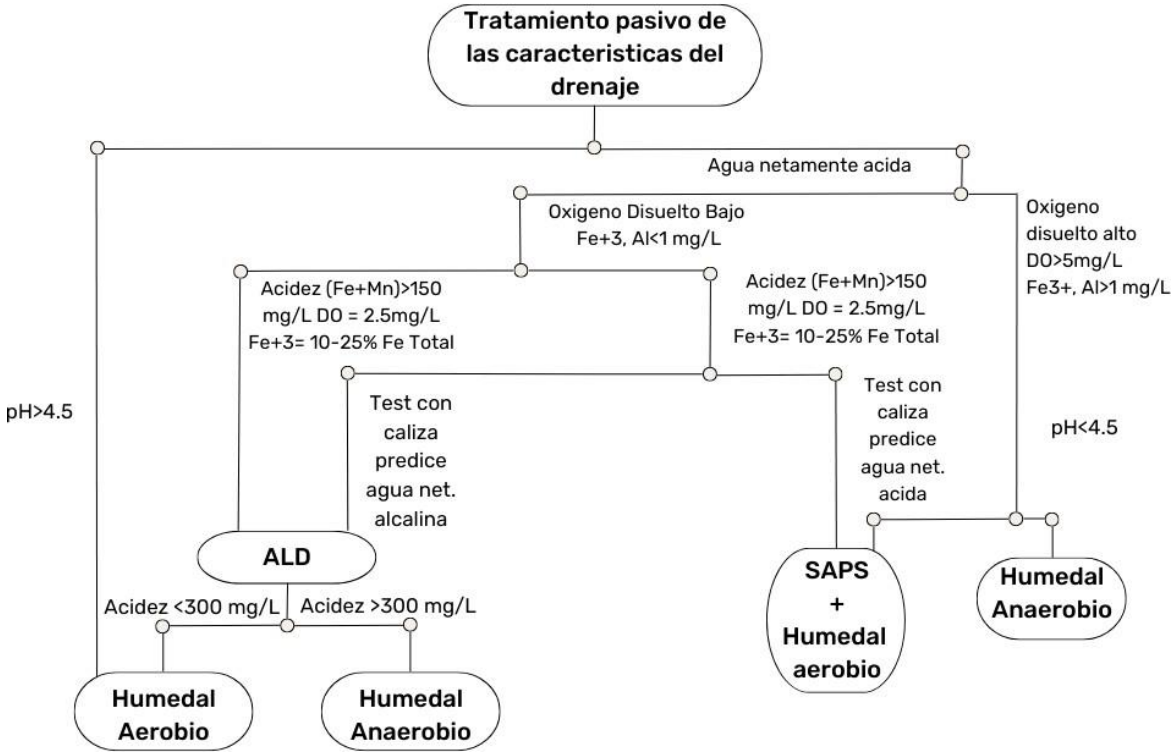 Tratamiento pasivo de
las caracteristicas del
drenaje
Agua netamente acida
Oxigeno Disuelto Bajo
Fe+3, Al<1 mg/L
Oxigeno
disuelto alto
DO>5mg/L
Fe3+, Al>1 mg/L
Acidez (Fe+Mn)>150
mg/L DO = 2.5mg/L
Fe+3= 10-25% Fe Total
Acidez (Fe+Mn)>150
mg/L DO = 2.5mg/L
Fe+3= 10-25% Fe Total
pH>4.5
Test con
caliza
predice
agua net.
alcalina
Test con
caliza
predice
agua net.
acida
pH<4.5
ALD
SAPS
+
Humedal
aerobio
Humedal
Anaerobio
Acidez <300 mg/L
Acidez >300 mg/L
Humedal
Aerobio
Humedal
Anaerobio